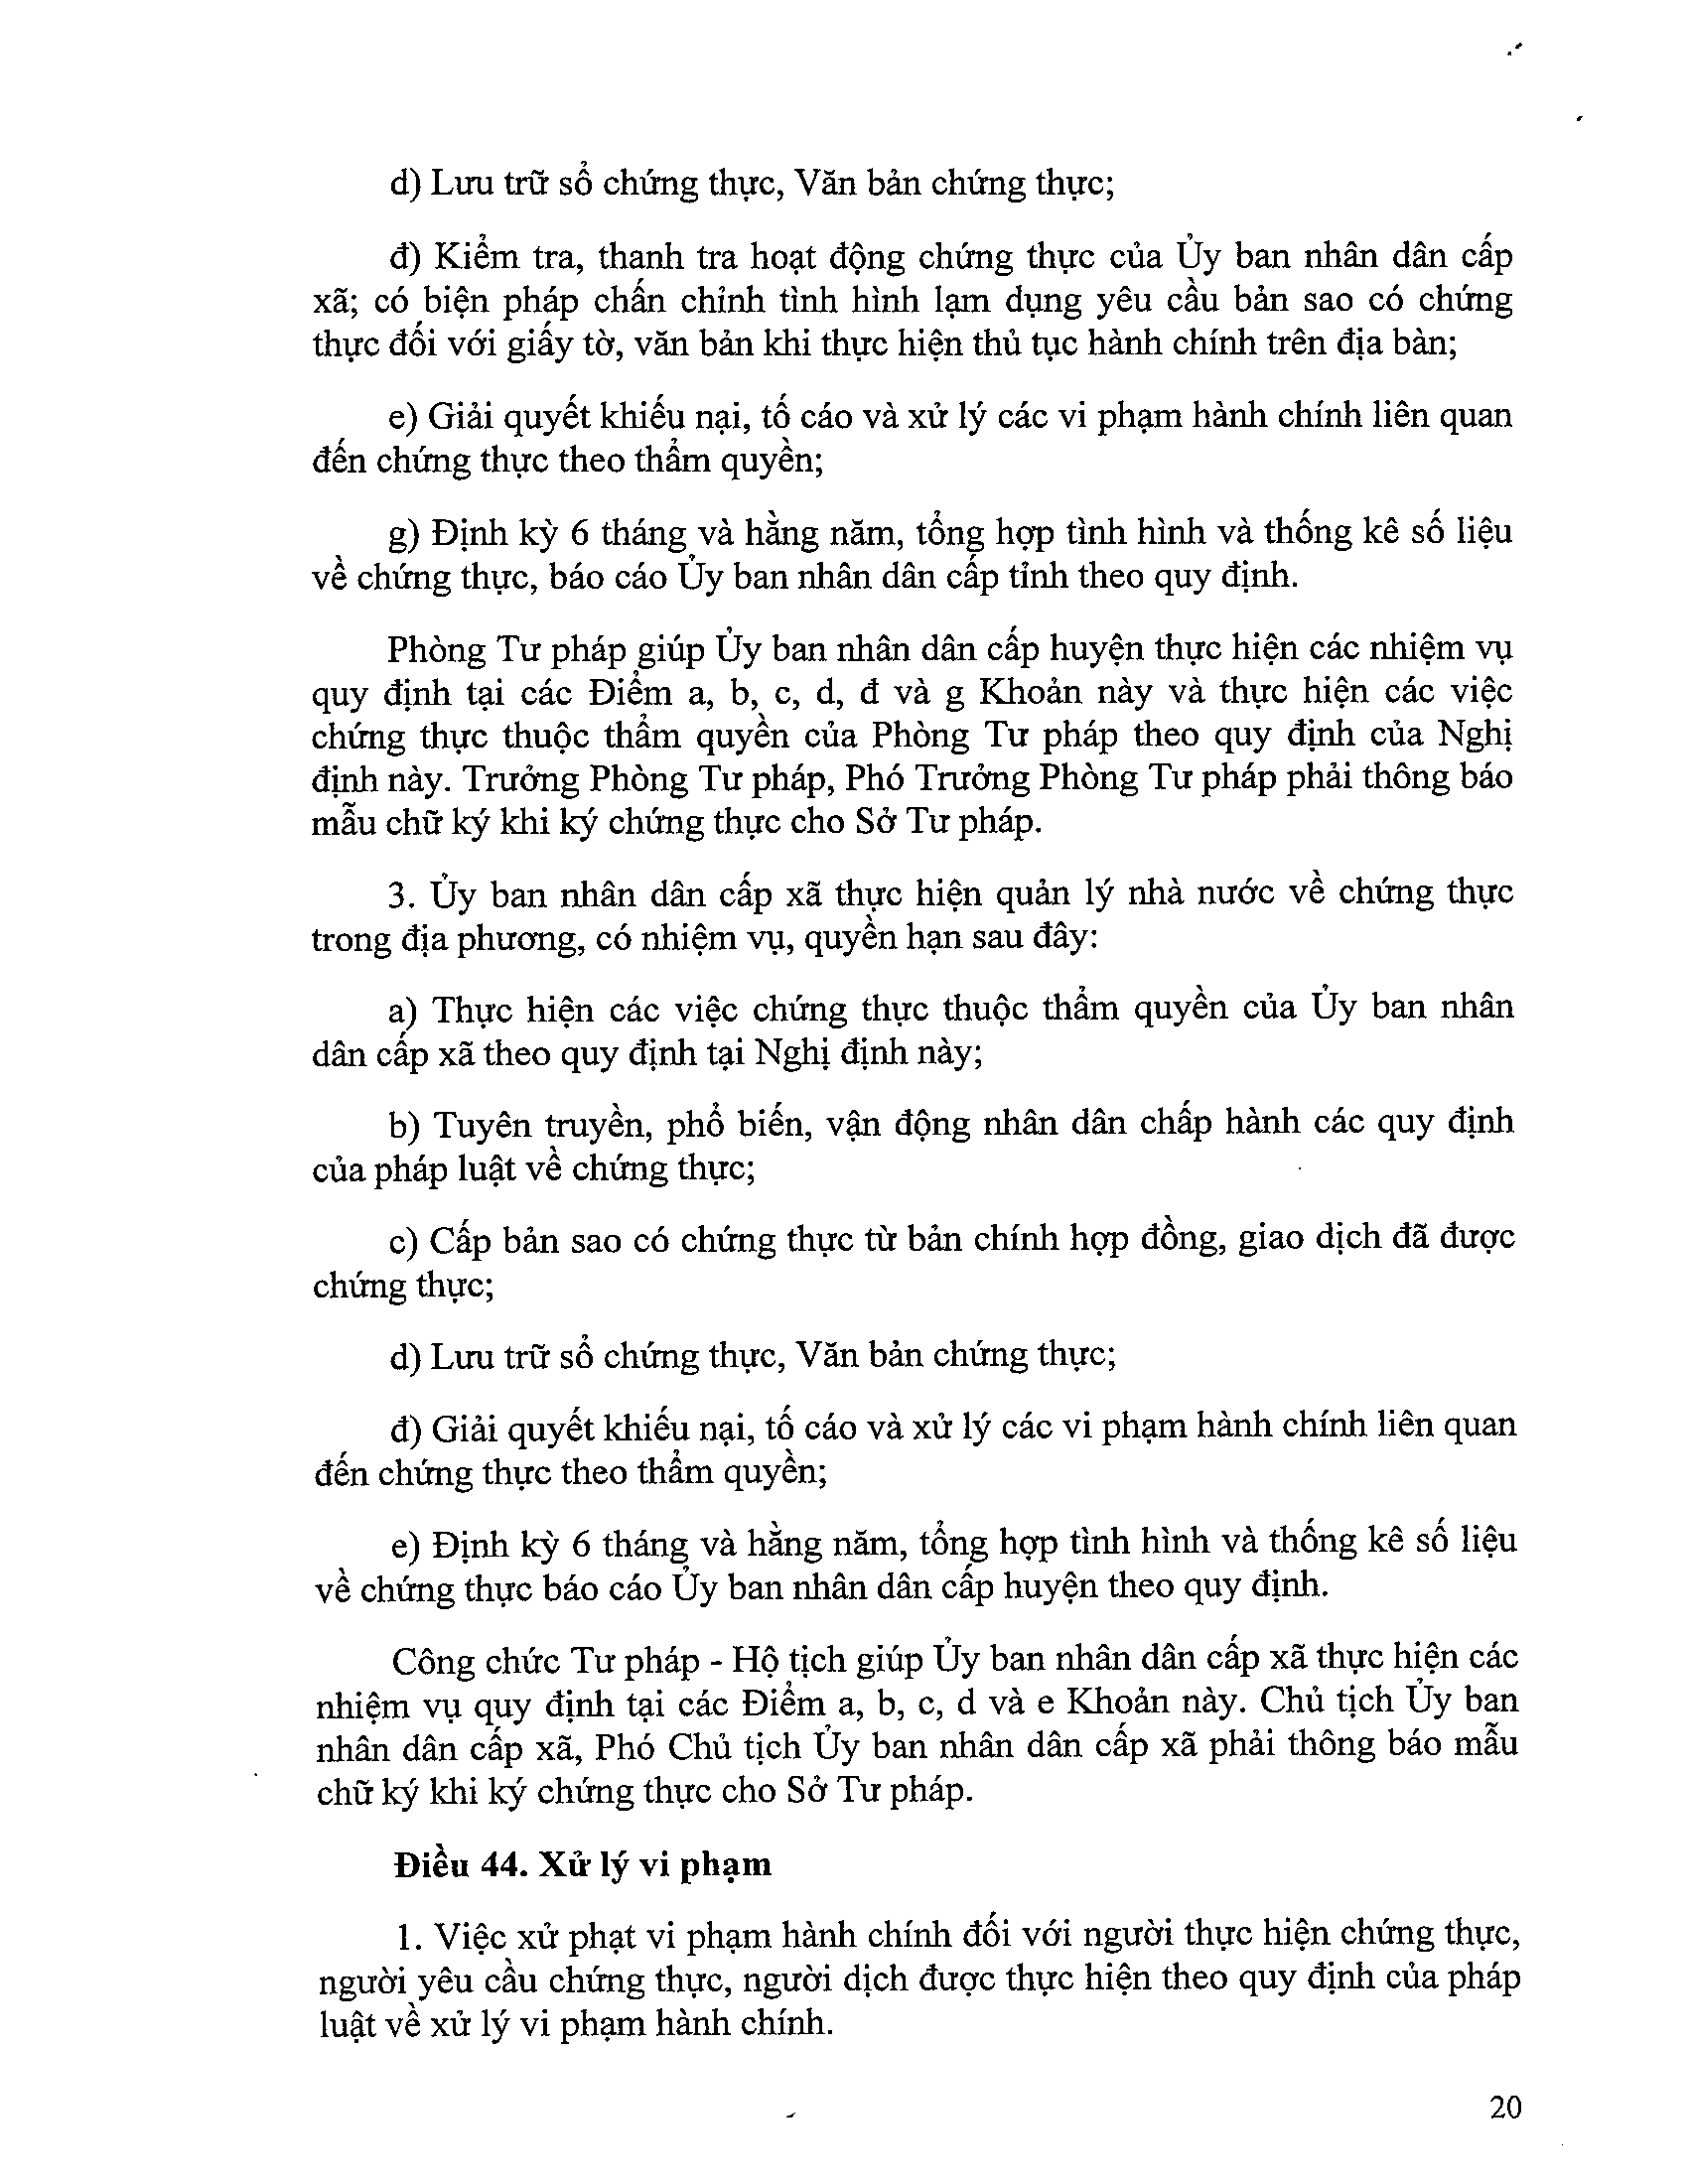 d) Lưu trữ sổ chứng thực, Văn bản chứng thực;
đ) Kiểm tra, thanh tra hoạt động chứng thực của Ủy ban nhân dân cấp
xã; có biện pháp chấn chỉnh tình hình lạm dụng yêu cầu bản sao có chứng
thực đối với giấy tờ, văn bản khi thực hiện thủ tục hành chính trên địa bàn;
e) Giải quyết khiếu nại, tố cáo và xử lý các vi phạm hành chính liên quan
đến chứng thực theo thẩm quyền;
g) Định kỳ 6 tháng và hằng năm, tổng hợp tình hình và thống kê số liệu
về chứng thực, báo cáo Ủy ban nhân dân cấp tỉnh theo quy định.
Phòng Tư pháp giúp Ủy ban nhân dân cấp huyện thực hiện các nhiệm vụ
quy định tại các Điểm a, b, c, d, đ và g Khoản này và thực hiện các việc
chứng thực thuộc thẩm quyền của Phòng Tư pháp theo quy định của Nghị
định này. Trưởng Phòng Tư pháp, Phó Trưởng Phòng Tư pháp phải thông báo
mẫu chữ ký khi ký chứng thực cho Sở Tư pháp.
3. Ủy ban nhân dân cấp xã thực hiện quản lý nhà nước về chứng thực
trong địa phương, có nhiệm vụ, quyền hạn sau đây:
a) Thực hiện các việc chứng thực thuộc thẩm quyền của Ủy ban nhân
dân cấp xã theo quy định tại Nghị định này;
b) Tuyên truyền, phổ biến, vận động nhân dân chấp hành các quy định
của pháp luật về chứng thực;
c) Cấp bản sao có chứng thực từ bản chính hợp đồng, giao dịch đã được
chứng thực;
d) Lưu trữ sổ chứng thực, Văn bản chứng thực;
đ) Giải quyết khiếu nại, tố cáo và xử lý các vi phạm hành chính liên quan
đến chứng thực theo thẩm quyền;
e) Định kỳ 6 tháng và hằng năm, tổng hợp tình hình và thống kê số liệu
về chứng thực báo cáo Ủy ban nhân dân cấp huyện theo quy định.
Công chức Tư pháp - Hộ tịch giúp Ủy ban nhân dân cấp xã thực hiện các
nhiệm vụ quy định tại các Điểm a, b, c, d và e Khoản này. Chủ tịch Ủy ban
nhân dân cấp xã, Phó Chủ tịch Ủy ban nhân dân cấp xã phải thông báo mẫu
chữ ký khi ký chứng thực cho Sở Tư pháp.
Điều 44. Xử lý vi phạm
1. Việc xử phạt vi phạm hành chính đối với người thực hiện chứng thực,
người yêu cầu chứng thực, người dịch được thực hiện theo quy định của pháp
luật về xử lý vi phạm hành chính.
20